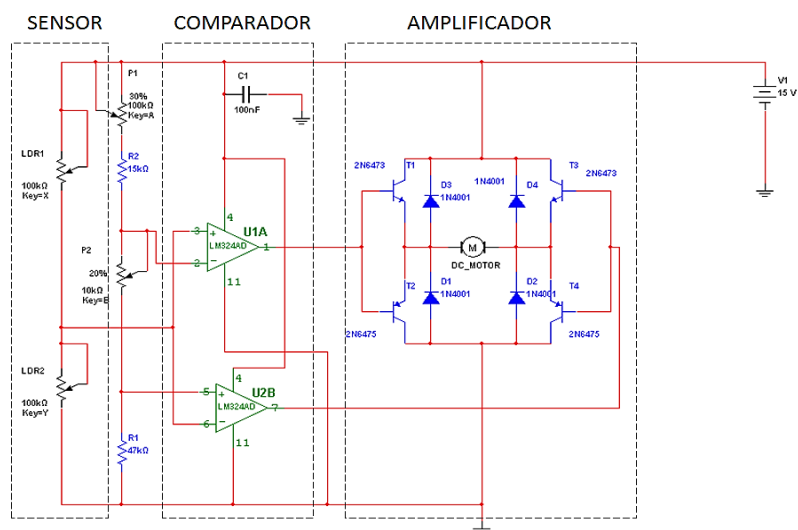 SENSOR
COMPARADOR
AMPLIFICADOR
P1
30%
100kΩ
Key=A
R2
15kΩ
LDR1
100kΩ
Key=X
P2
20%
10kΩ
Key=B
LDR2
100kΩ
Key=Y
R1
47kΩ
C1
100nF
4
U1A
3
+
LM324AD
1
2
−
11
4
U2B
5
+
LM324AD
7
6
−
11
2N6473
T1
D3
1N4001
1N4001
D4
T3
2N6473
M
DC_MOTOR
T2
D1
1N4001
D2
1N4001
T4
2N6475
2N6475
V1
15 V